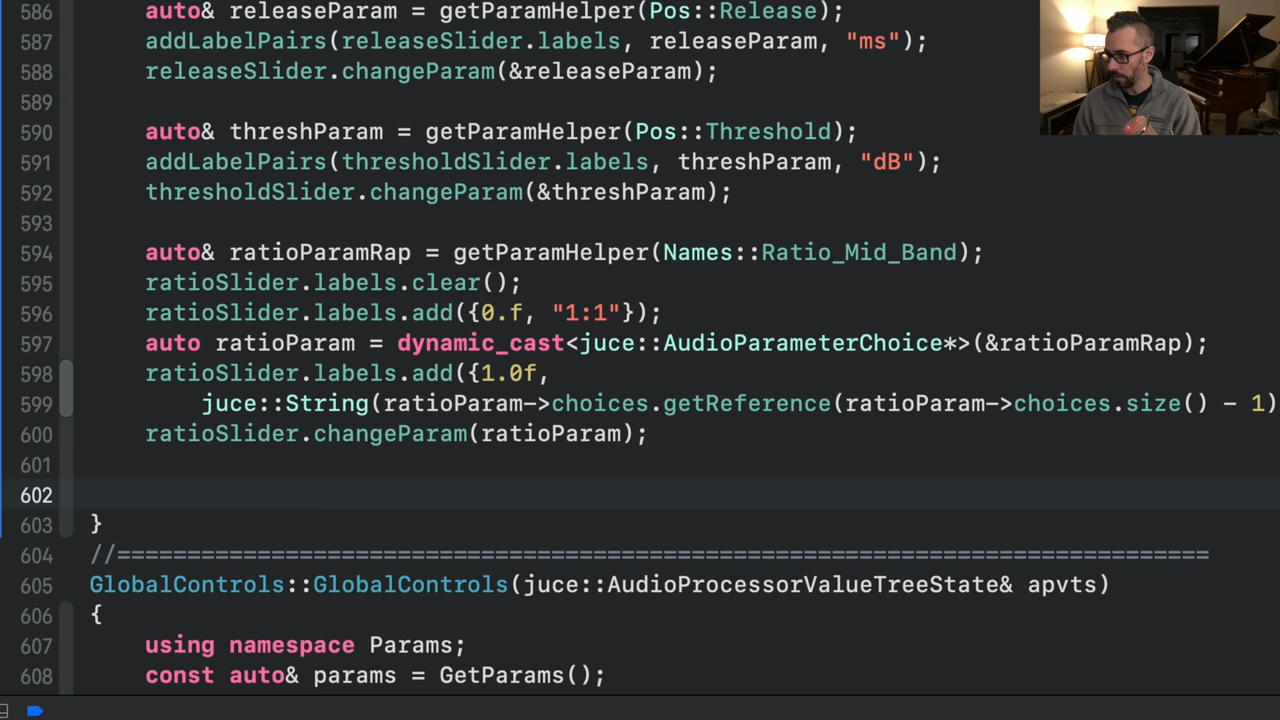 586 auto& releaseParam = getParamHelper(Pos::Release);
587 addLabelPairs(releaseSlider.labels, releaseParam, "ms");
588 releaseSlider.changeParam(&releaseParam);
589
590 auto& threshParam = getParamHelper(Pos::Threshold);
591 addLabelPairs(thresholdSlider.labels, threshParam, "dB");
592 thresholdSlider.changeParam(&threshParam);
593
594 auto& ratioParamRap = getParamHelper(Names::Ratio_Mid_Band);
595 ratioSlider.labels.clear();
596 ratioSlider.labels.add({0.f, "1:1"});
597 auto ratioParam = dynamic_cast<juce::AudioParameterChoice*>(&ratioParamRap);
598 ratioSlider.labels.add({1.0f,
599 juce::String(ratioParam->choices.getReference(ratioParam->choices.size() - 1)
600 ratioSlider.changeParam(ratioParam);
601
602
603 }
604 //==============================================================================
605 GlobalControls::GlobalControls(juce::AudioProcessorValueTreeState& apvts)
606 {
607 using namespace Params;
608 const auto& params = GetParams();